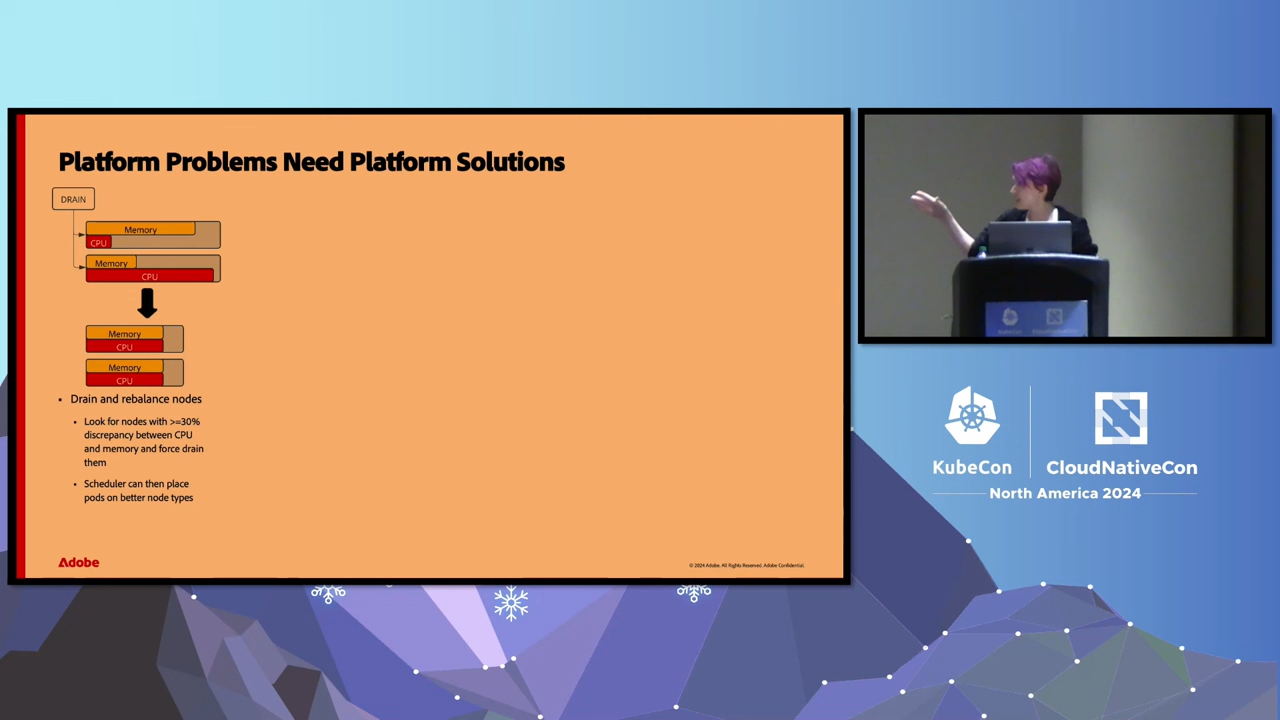 Platform Problems Need Platform Solutions
DRAIN
Memory
CPU
Memory
CPU
Memory
CPU
Memory
CPU
• Drain and rebalance nodes
• Look for nodes with >=30%
discrepancy between CPU
and memory and force drain
them
• Scheduler can then place
pods on better node types
Adobe
© 2024 Adobe. All Rights Reserved. Adobe Confidential.
KubeCon
CloudNativeCon
North America 2024